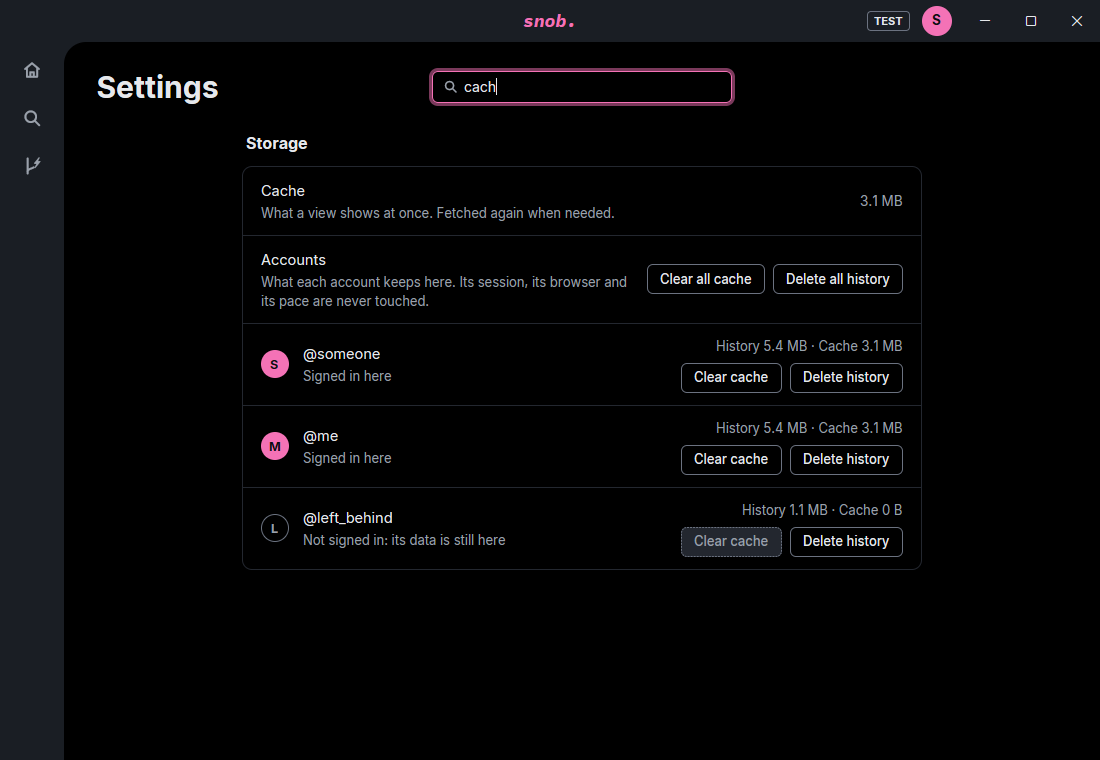 snob.
TEST
S
Settings
cach
Storage
Cache
What a view shows at once. Fetched again when needed.
3.1 MB
Accounts
What each account keeps here. Its session, its browser and
its pace are never touched.
Clear all cache
Delete all history
S
@someone
Signed in here
History 5.4 MB · Cache 3.1 MB
Clear cache
Delete history
M
@me
Signed in here
History 5.4 MB · Cache 3.1 MB
Clear cache
Delete history
L
@left_behind
Not signed in: its data is still here
History 1.1 MB · Cache 0 B
Clear cache
Delete history